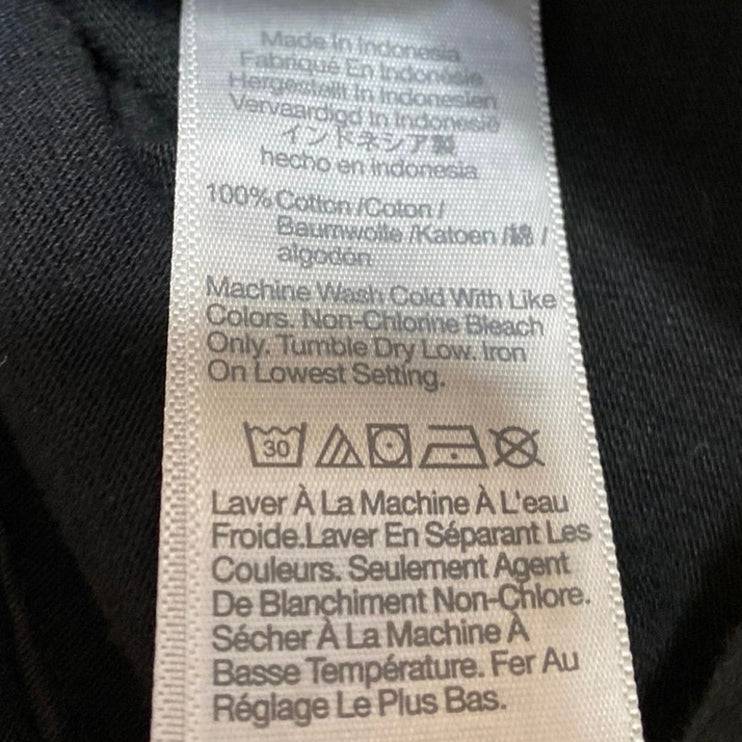 Made In Indonesia
Fabriqué En Indonésie
Hergestellt In Indonesien
Vervaardigd In Indonesië
インドネシア製
hecho en indonesia
100% Cotton /Coton /
Baumwolle /Katoen /綿 /
algodón
Machine Wash Cold With Like
Colors. Non-Chlorine Bleach
Only. Tumble Dry Low. Iron
On Lowest Setting.
30
Laver À La Machine À L'eau
Froide.Laver En Séparant Les
Couleurs. Seulement Agent
De Blanchiment Non-Chlore.
Sécher À La Machine À
Basse Température. Fer Au
Réglage Le Plus Bas.